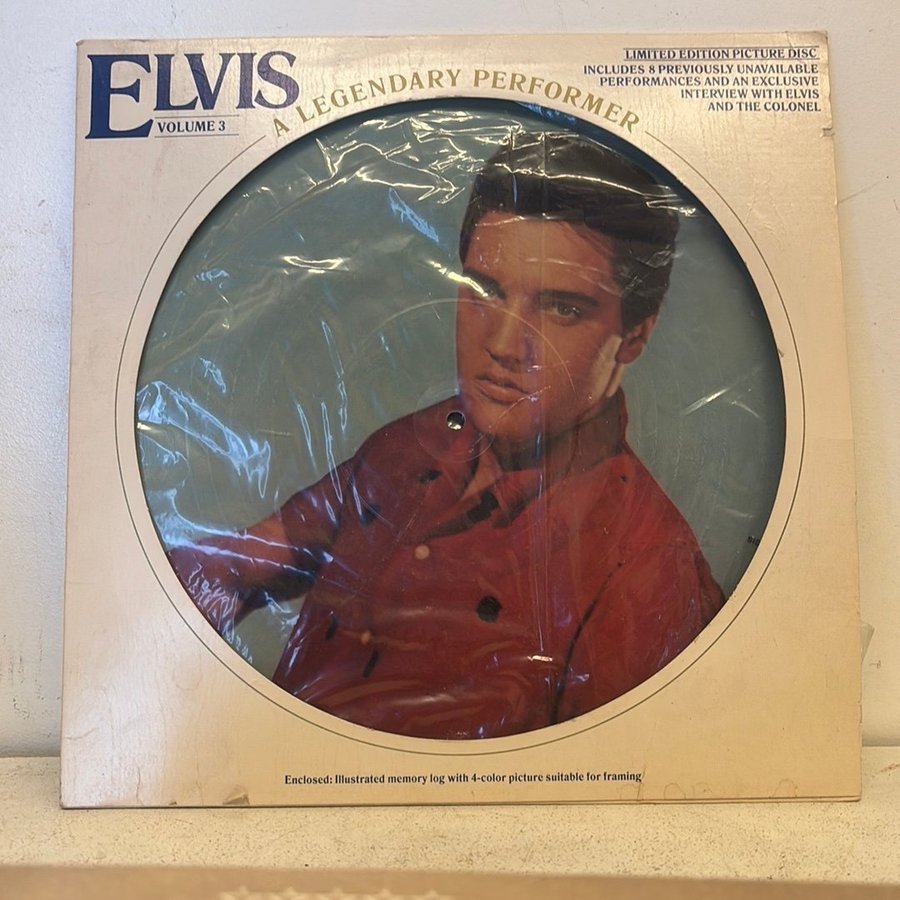 ELVIS
VOLUME 3
A LEGENDARY PERFORMER
LIMITED EDITION PICTURE DISC
INCLUDES 8 PREVIOUSLY UNAVAILABLE
PERFORMANCES AND AN EXCLUSIVE
INTERVIEW WITH ELVIS
AND THE COLONEL
Enclosed: Illustrated memory log with 4-color picture suitable for framing